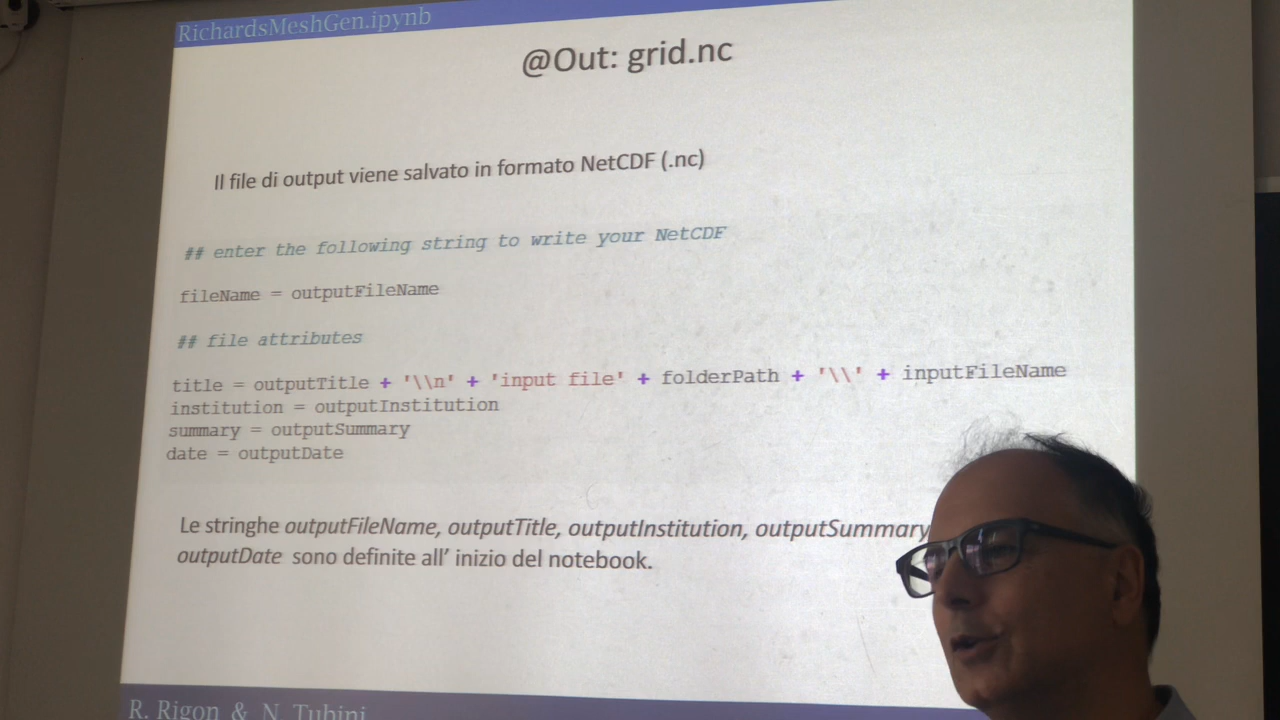 RichardsMeshGen.ipynb
@Out: grid.nc
Il file di output viene salvato in formato NetCDF (.nc)
## enter the following string to write your NetCDF
fileName = outputFileName
## file attributes
title = outputTitle + '\\n' + 'input file' + folderPath + '\\' + inputFileName
institution = outputInstitution
summary = outputSummary
date = outputDate
Le stringhe outputFileName, outputTitle, outputInstitution, outputSummary
outputDate sono definite all' inizio del notebook.
R. Rigon & N. Tubini